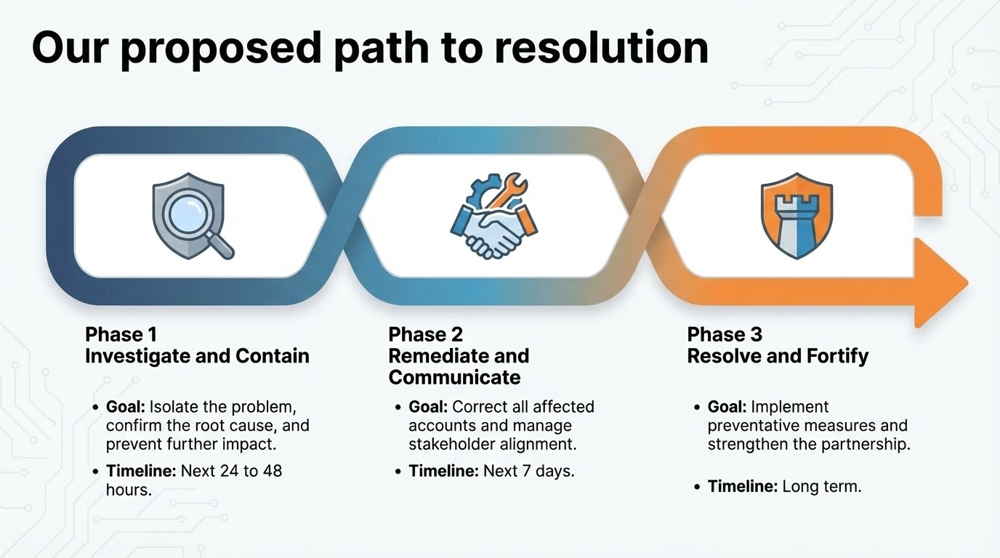 Our proposed path to resolution
Phase 1
Investigate and Contain
• Goal: Isolate the problem,
confirm the root cause, and
prevent further impact.
• Timeline: Next 24 to 48
hours.
Phase 2
Remediate and
Communicate
• Goal: Correct all affected
accounts and manage
stakeholder alignment.
• Timeline: Next 7 days.
Phase 3
Resolve and Fortify
• Goal: Implement
preventative measures and
strengthen the partnership.
• Timeline: Long term.